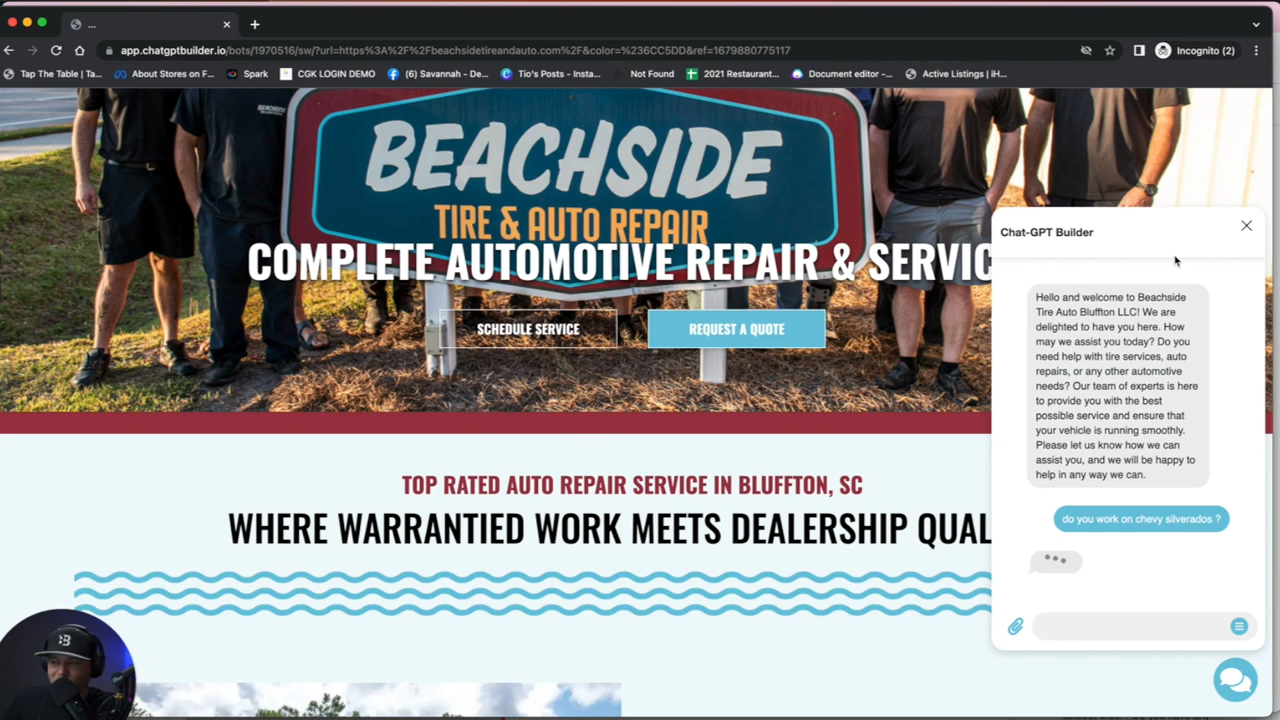 ...
app.chatgptbuilder.io/bots/1970516/sw/?url=https%3A%2F%2Fbeachsidetireandauto.com%2F&color=%236CC5DD&ref=1679880775117
Incognito (2)
Tap The Table | Ta...
About Stores on F...
Spark
CGK LOGIN DEMO
(6) Savannah - De...
Tio's Posts - Insta...
Not Found
2021 Restaurant...
Document editor -...
Active Listings | iH...
BEACHSIDE
BEACHSIDE
TIRE & AUTO REPAIR
COMPLETE AUTOMOTIVE REPAIR & SERVIC
SCHEDULE SERVICE
REQUEST A QUOTE
TOP RATED AUTO REPAIR SERVICE IN BLUFFTON, SC
WHERE WARRANTIED WORK MEETS DEALERSHIP QUAL
Chat-GPT Builder
Hello and welcome to Beachside
Tire Auto Bluffton LLC! We are
delighted to have you here. How
may we assist you today? Do you
need help with tire services, auto
repairs, or any other automotive
needs? Our team of experts is here
to provide you with the best
possible service and ensure that
your vehicle is running smoothly.
Please let us know how we can
assist you, and we will be happy to
help in any way we can.
do you work on chevy silverados ?
B